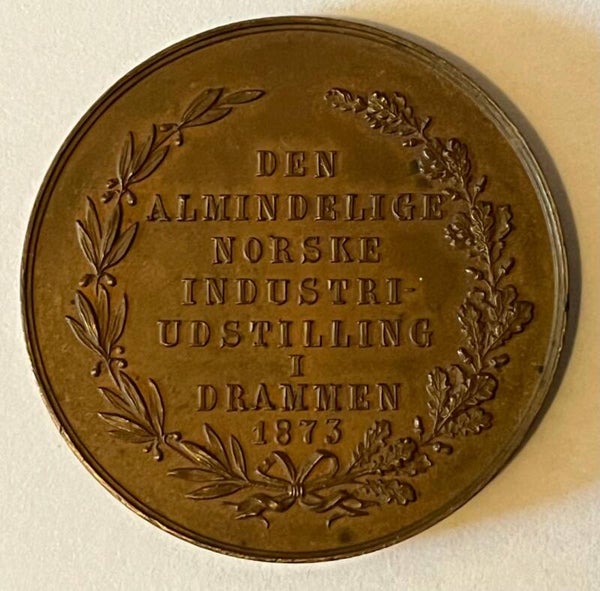 DEN
ALMINDELIGE
NORSKE
INDUSTRI-
UDSTILLING
I
DRAMMEN
1873